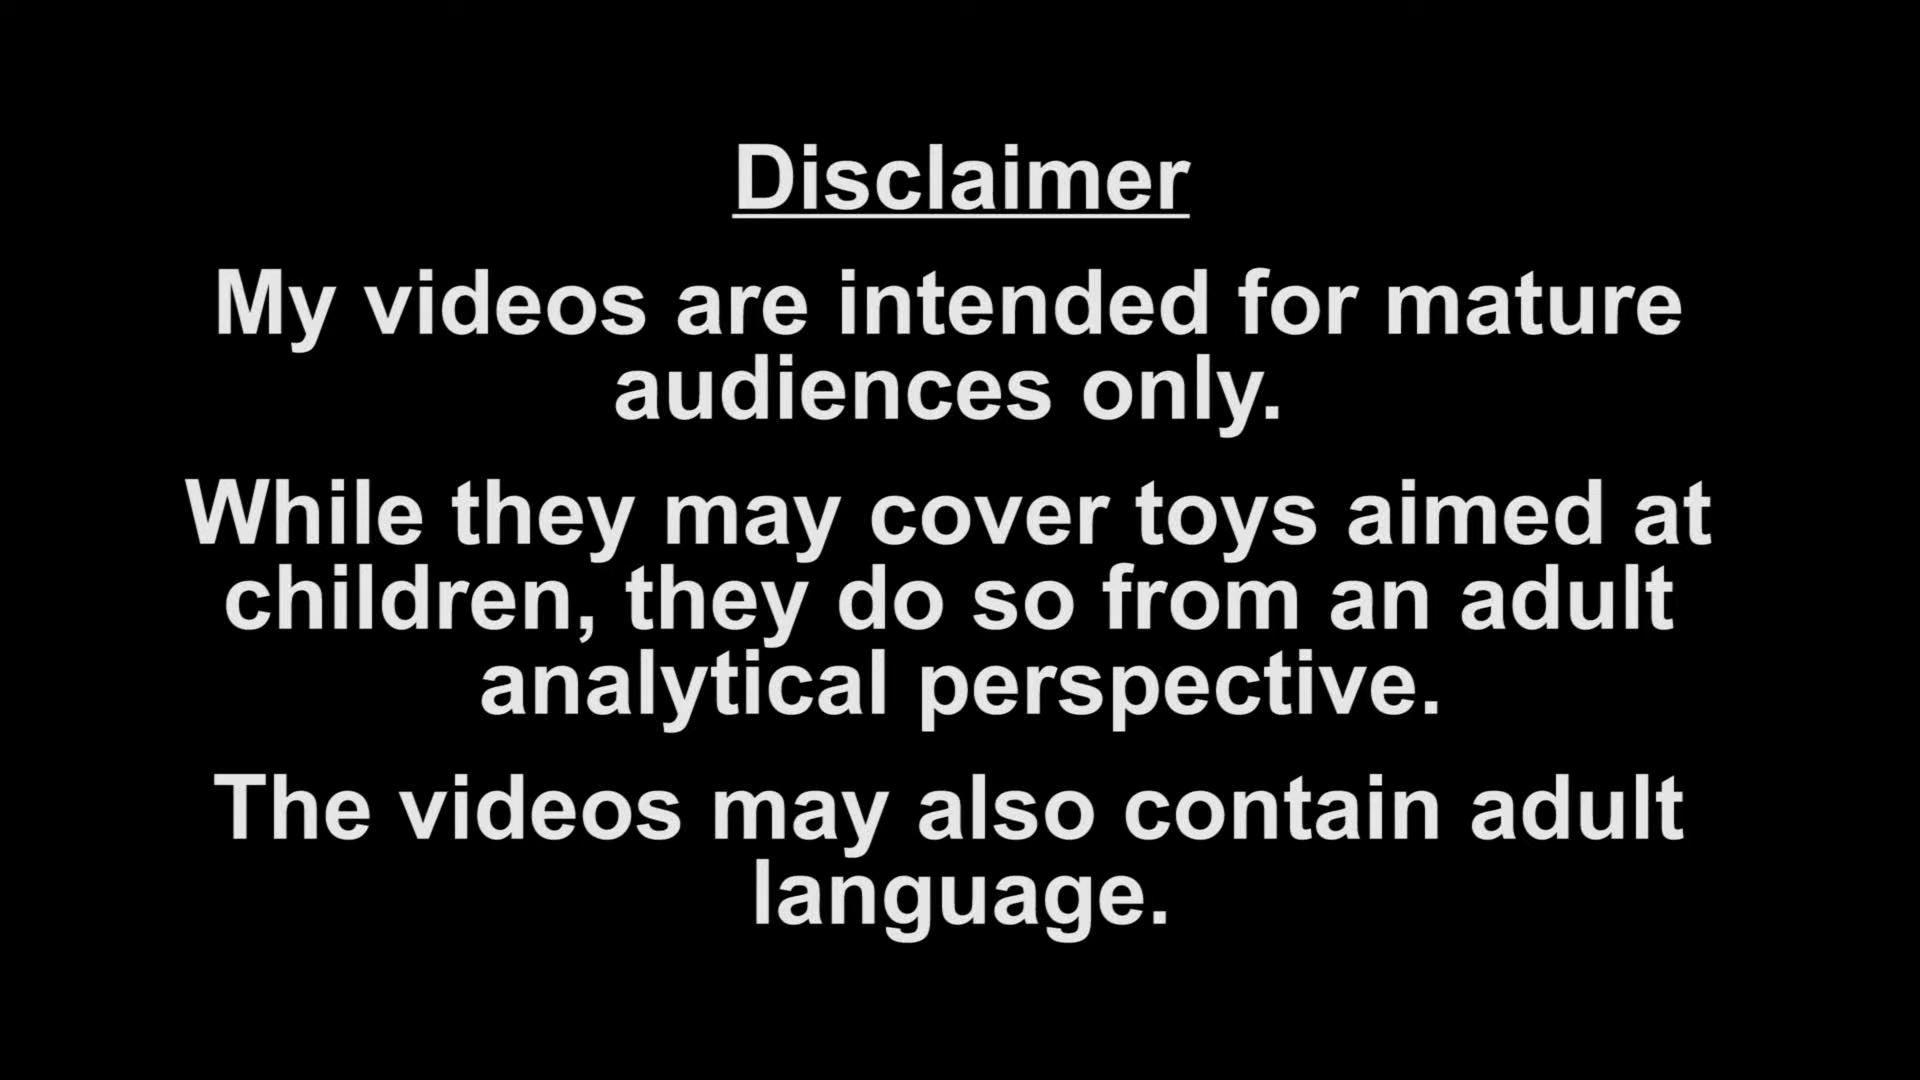 Disclaimer
My videos are intended for mature
audiences only.
While they may cover toys aimed at
children, they do so from an adult
analytical perspective.
The videos may also contain adult
language.